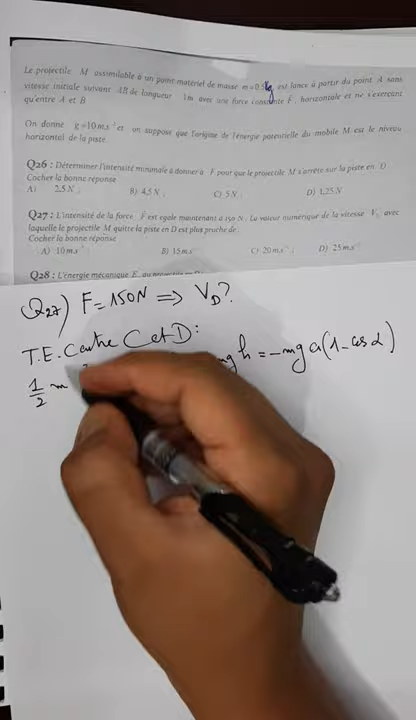 Le projectile M assimilable à un point matériel de masse m=0.5kg est lancé à partir du point A sans
vitesse initiale suivant AB de longueur 1m avec une force constante F, horizontale et ne s'exerçant
qu'entre A et B
On donne g=10m.s⁻² et on suppose que l'origine de l'énergie potentielle du mobile M est le niveau
horizontal de la piste.
Q26 : Déterminer l'intensité minimale à donner à F pour que le projectile M s'arrête sur la piste en D
Cocher la bonne réponse
A) 2,5 N ; B) 4,5 N ; C) 5 N ; D) 1,25 N
Q27 : L'intensité de la force F est égale maintenant à 150 N. La valeur numérique de la vitesse V_D avec
laquelle le projectile M quitte la piste en D est plus proche de :
Cocher la bonne réponse
A) 10 m.s⁻¹ ; B) 15 m.s⁻¹ ; C) 20 m.s⁻¹ ; D) 25 m.s⁻¹
Q28 : L'énergie mécanique E
Q27) F = 150N ⇒ V_D ?
T.E.C entre C et D :
mg h = -mg a(1-cos α)
1/2 m